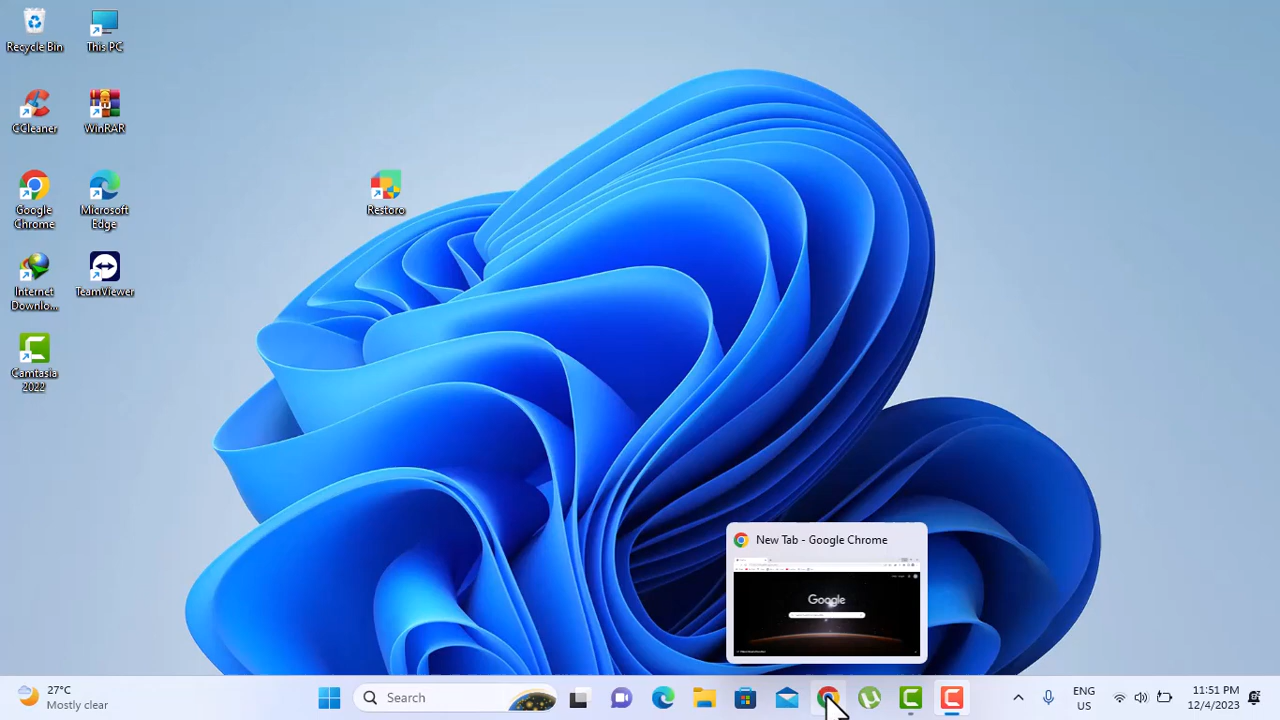 Recycle Bin
This PC
CCleaner
WinRAR
Google
Chrome
Microsoft
Edge
Restoro
Internet
Downlo...
TeamViewer
Camtasia
2022
New Tab - Google Chrome
Google
27°C
Mostly clear
Search
ENG
US
11:51 PM
12/4/2023